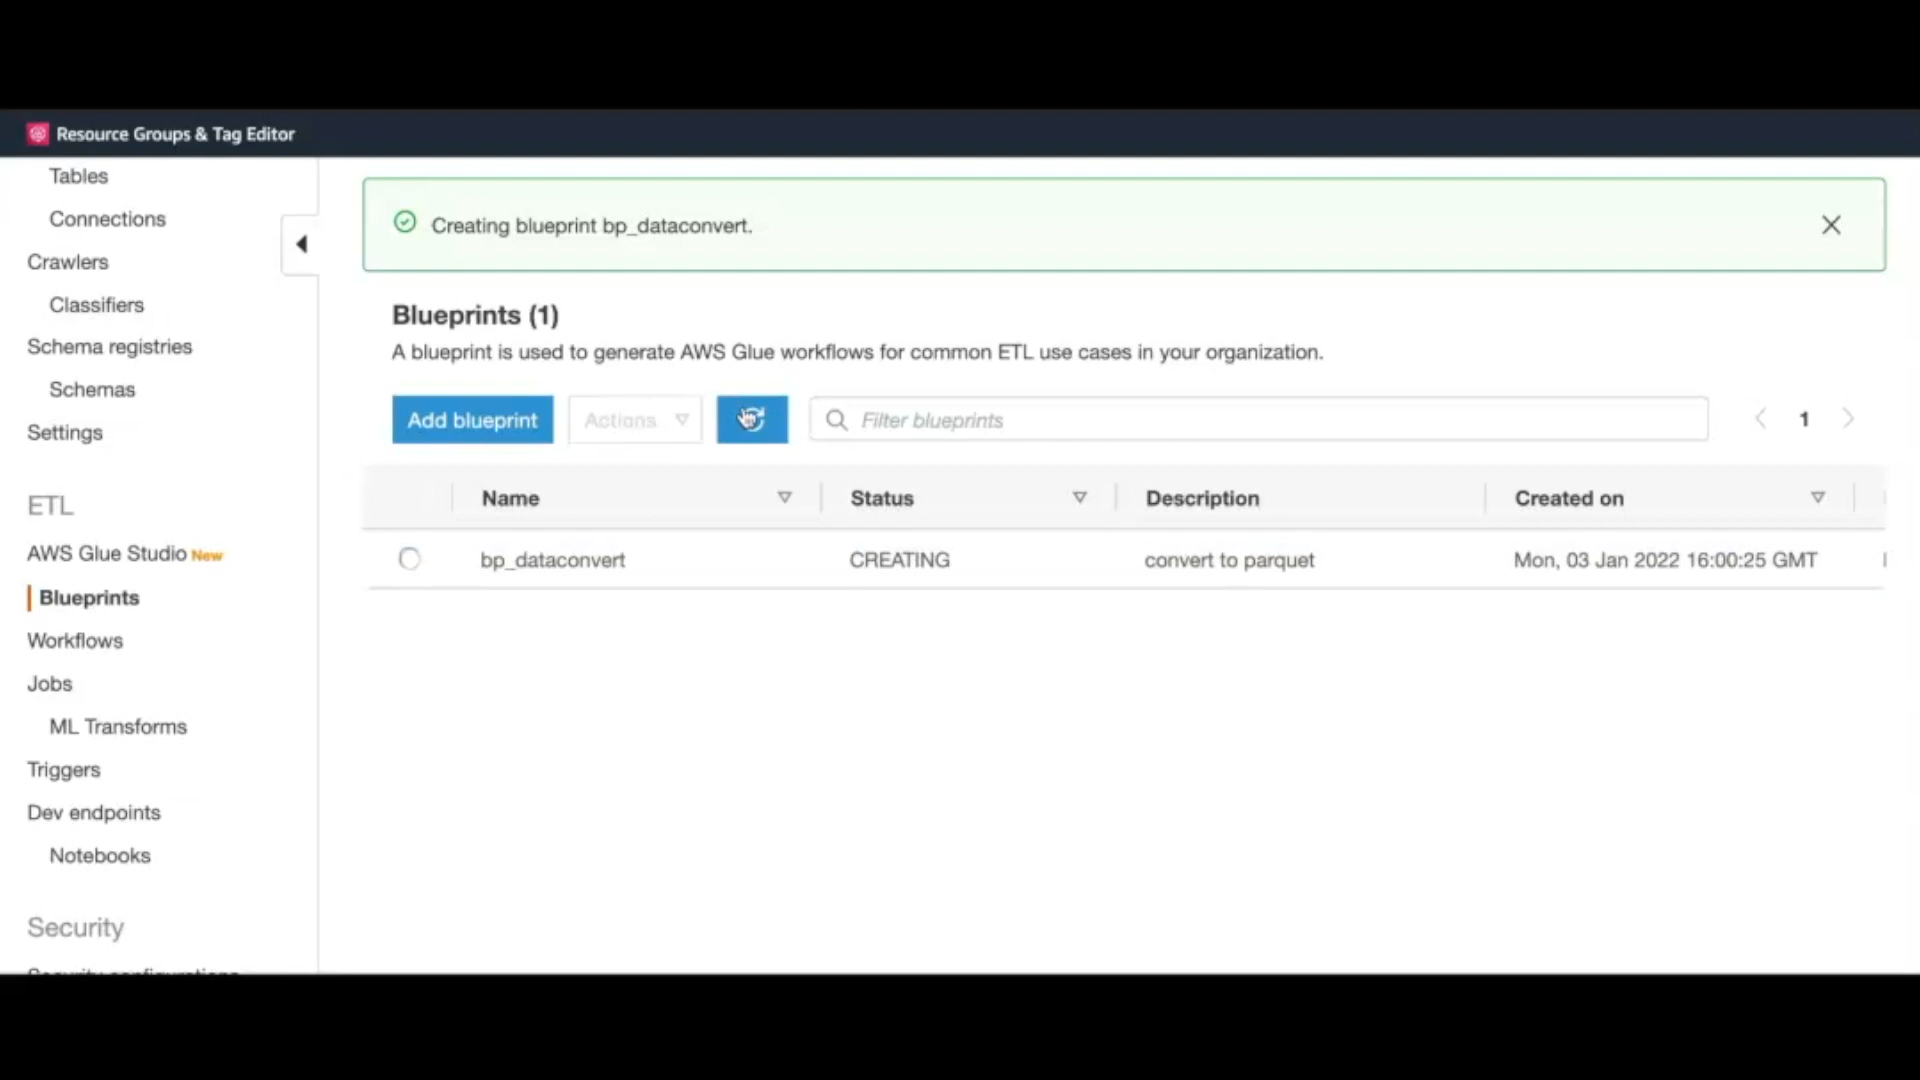 Resource Groups & Tag Editor
Tables
Connections
Crawlers
Classifiers
Schema registries
Schemas
Settings
ETL
AWS Glue Studio New
Blueprints
Workflows
Jobs
ML Transforms
Triggers
Dev endpoints
Notebooks
Security
Security configurations
Creating blueprint bp_dataconvert.
Blueprints (1)
A blueprint is used to generate AWS Glue workflows for common ETL use cases in your organization.
Add blueprint Actions Filter blueprints 1
Name Status Description Created on
bp_dataconvert CREATING convert to parquet Mon, 03 Jan 2022 16:00:25 GMT